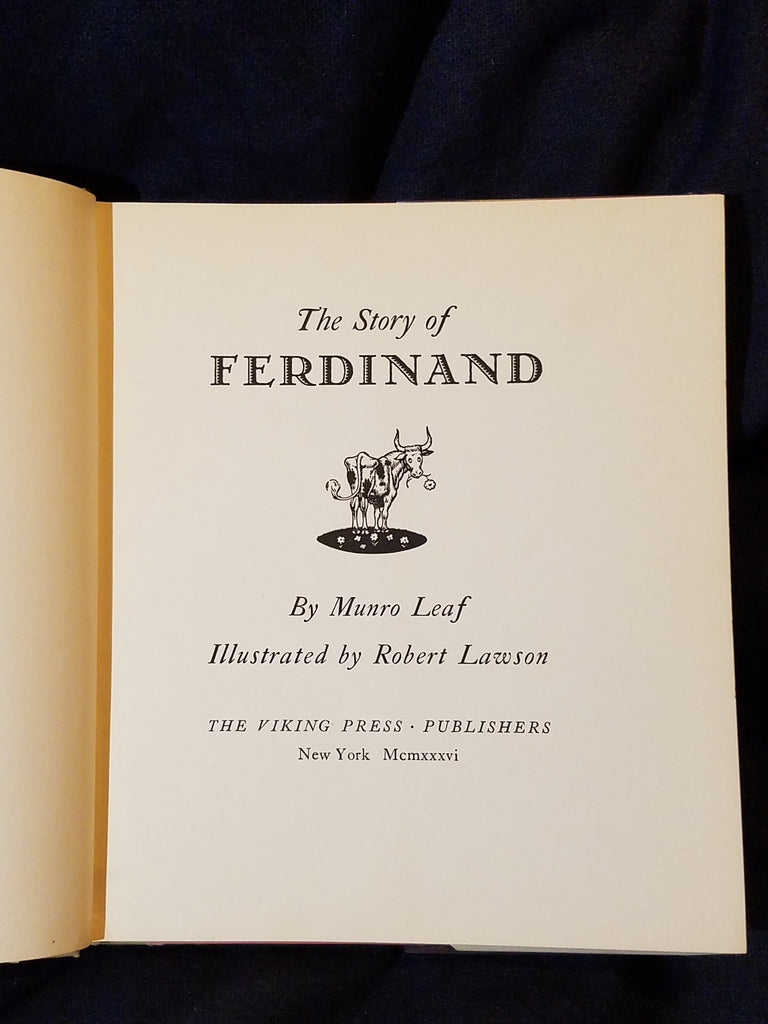 The Story of
FERDINAND
By Munro Leaf
Illustrated by Robert Lawson
THE VIKING PRESS · PUBLISHERS
New York Mcmxxxvi